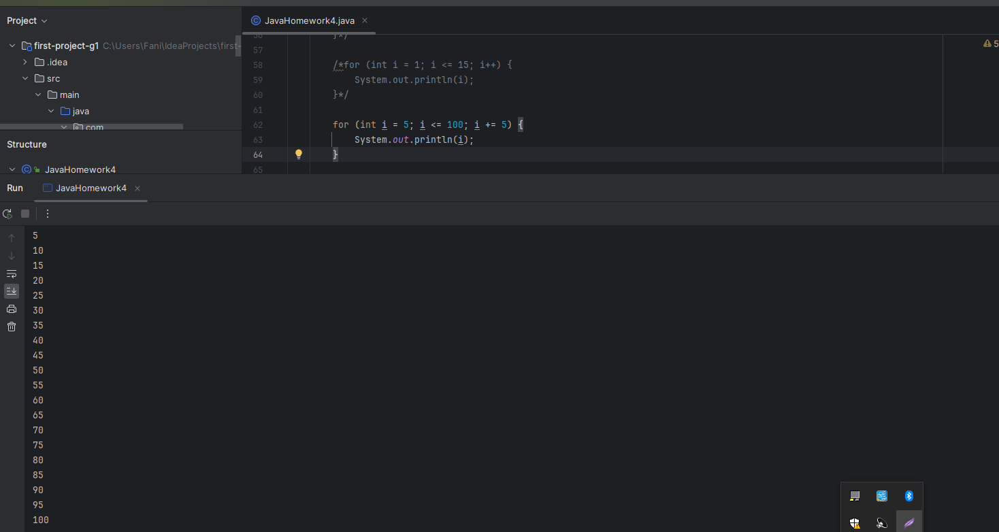 Project
JavaHomework4.java
first-project-g1 C:\Users\Fani\IdeaProjects\first-
.idea
src
main
java
com
Structure
JavaHomework4
56 }*/
57
58 /*for (int i = 1; i <= 15; i++) {
59 System.out.println(i);
60 }*/
61
62 for (int i = 5; i <= 100; i += 5) {
63 System.out.println(i);
64 }
65
5
Run
JavaHomework4
5
10
15
20
25
30
35
40
45
50
55
60
65
70
75
80
85
90
95
100